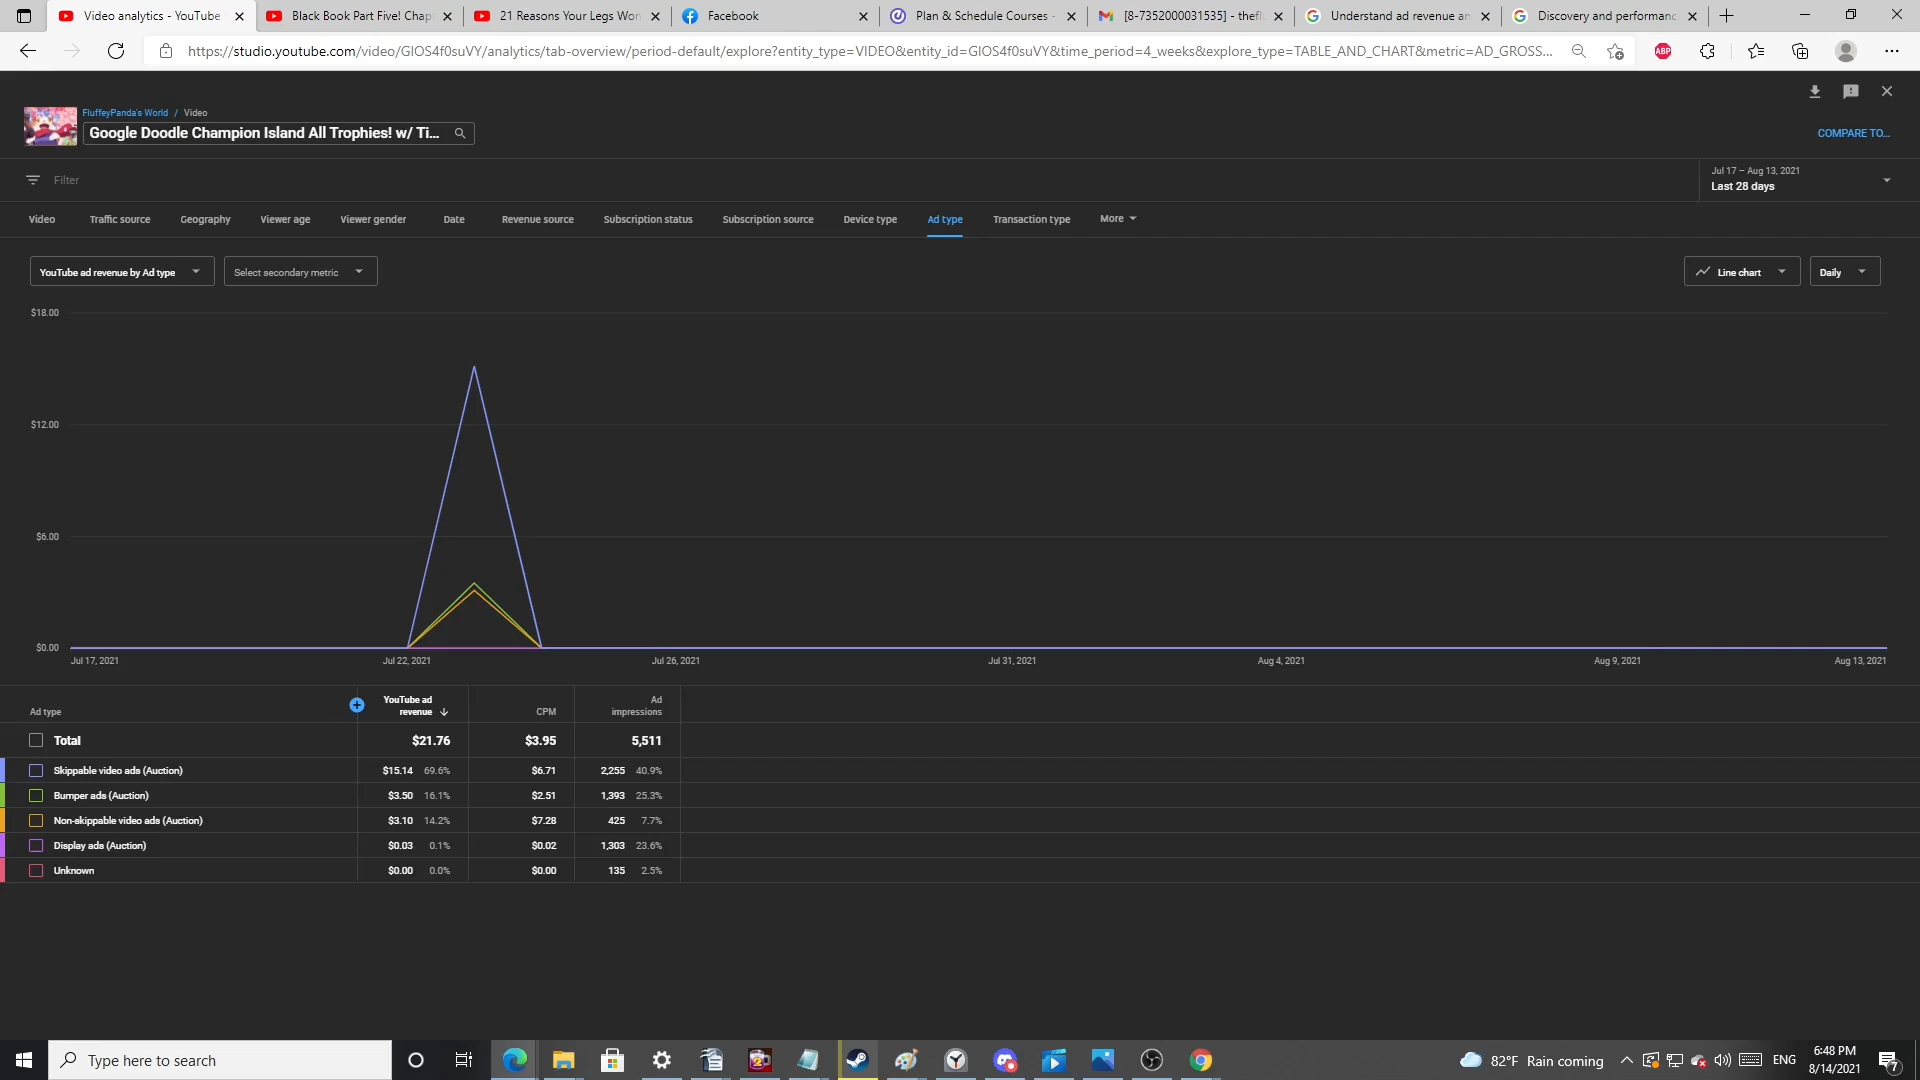 Video analytics - YouTube
Black Book Part Five! Chap
21 Reasons Your Legs Won
Facebook
Plan & Schedule Courses -
[8-7352000031535] - thefl
Understand ad revenue an
Discovery and performanc
https://studio.youtube.com/video/GIOS4f0suVY/analytics/tab-overview/period-default/explore?entity_type=VIDEO&entity_id=GIOS4f0suVY&time_period=4_weeks&explore_type=TABLE_AND_CHART&metric=AD_GROSS...
ABP
FluffeyPanda's World / Video
Google Doodle Champion Island All Trophies! w/ Ti...
COMPARE TO...
Filter
Jul 17 – Aug 13, 2021
Last 28 days
Video Traffic source Geography Viewer age Viewer gender Date Revenue source Subscription status Subscription source Device type Ad type Transaction type More
YouTube ad revenue by Ad type Select secondary metric Line chart Daily
$18.00
$12.00
$6.00
$0.00
Jul 17, 2021 Jul 22, 2021 Jul 26, 2021 Jul 31, 2021 Aug 4, 2021 Aug 9, 2021 Aug 13, 2021
Ad type YouTube ad revenue CPM Ad impressions
Total $21.76 $3.95 5,511
Skippable video ads (Auction) $15.14 69.6% $6.71 2,255 40.9%
Bumper ads (Auction) $3.50 16.1% $2.51 1,393 25.3%
Non-skippable video ads (Auction) $3.10 14.2% $7.28 425 7.7%
Display ads (Auction) $0.03 0.1% $0.02 1,303 23.6%
Unknown $0.00 0.0% $0.00 135 2.5%
Type here to search
82°F Rain coming
ENG
6:48 PM
8/14/2021
7